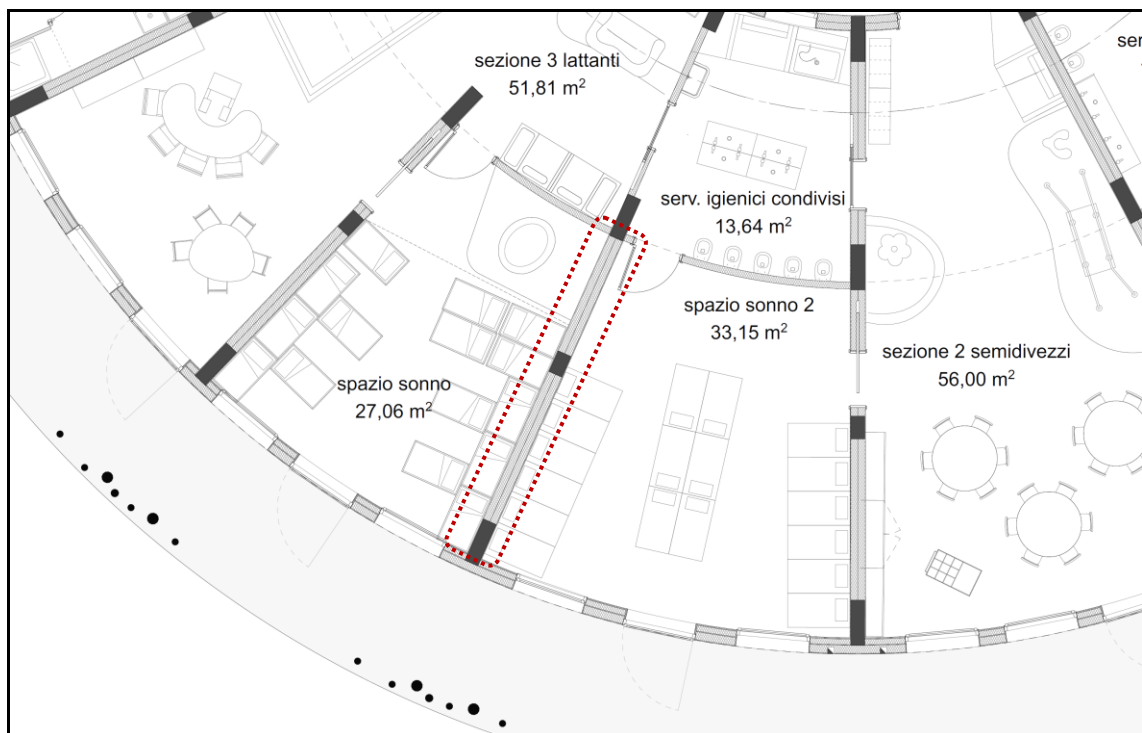 sezione 3 lattanti
51,81 m²
ser
serv. igienici condivisi
13,64 m²
spazio sonno 2
33,15 m²
sezione 2 semidivezzi
56,00 m²
spazio sonno
27,06 m²